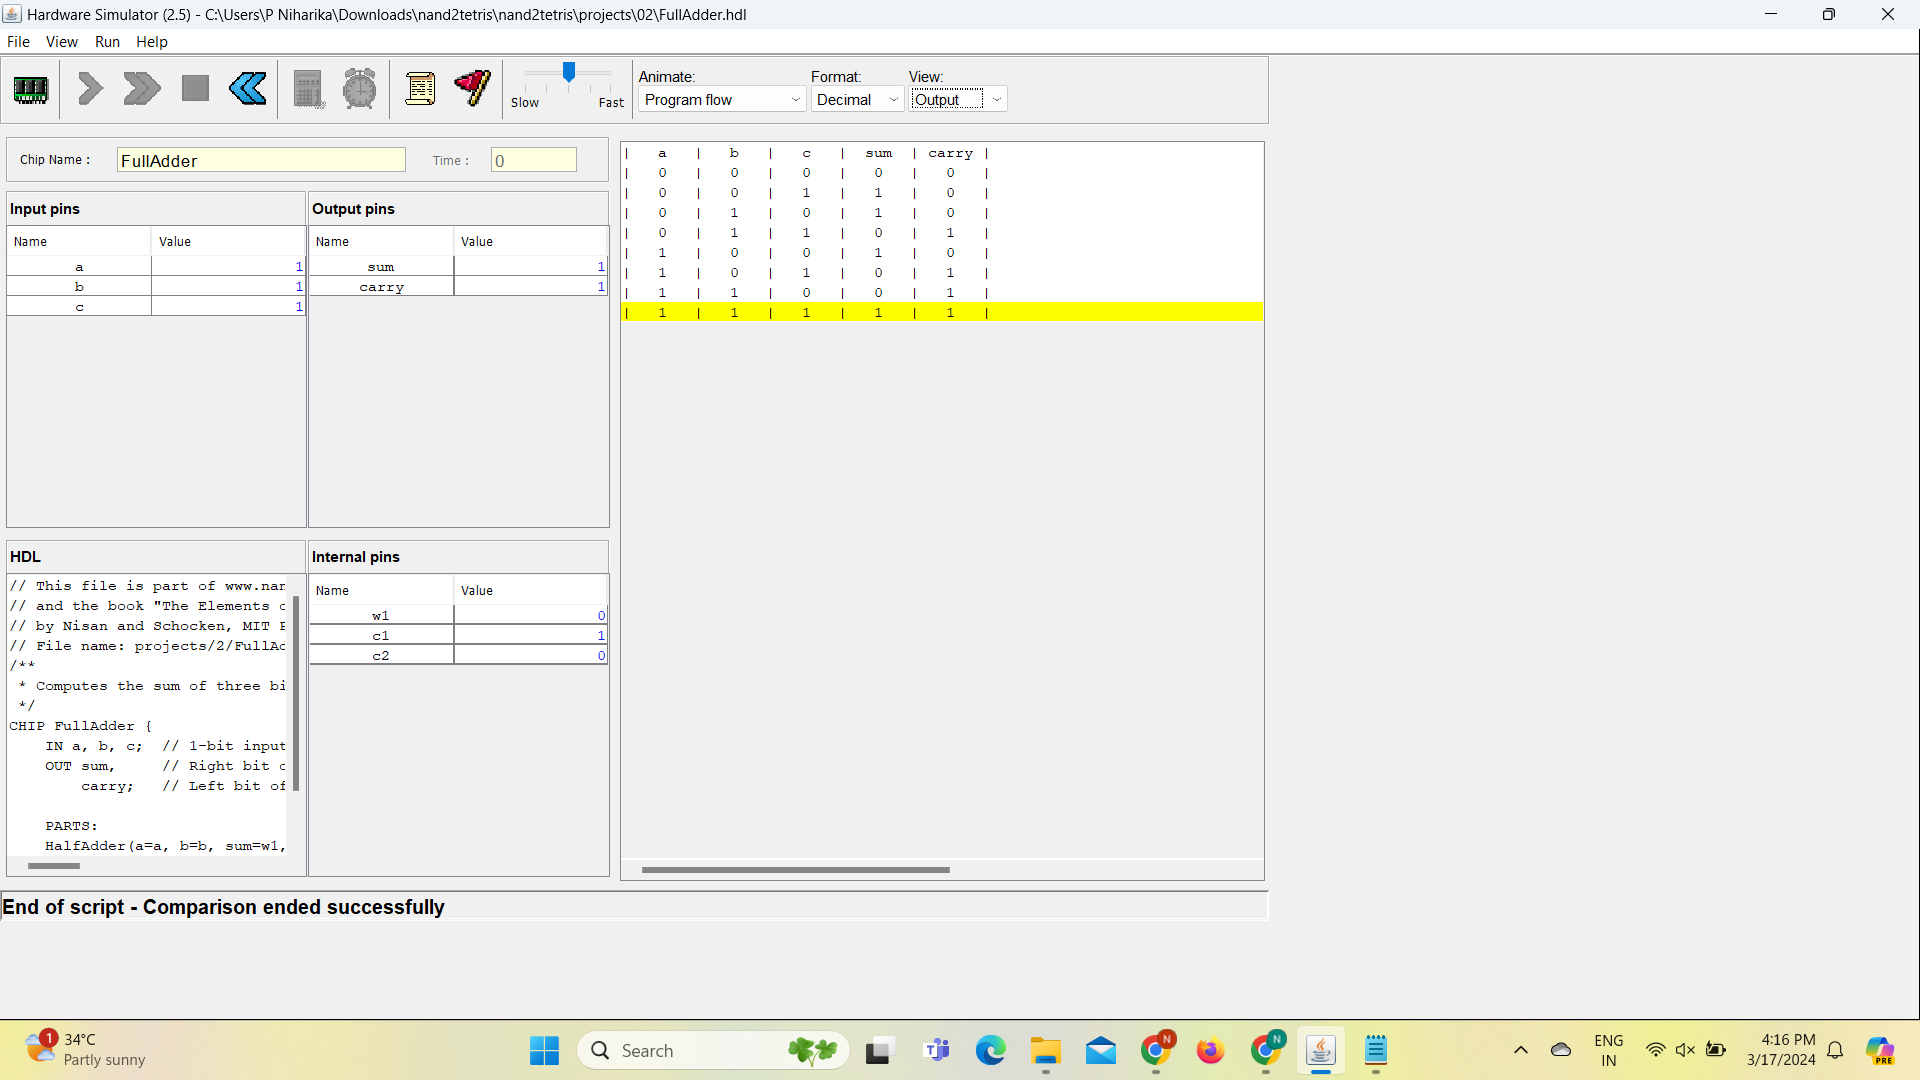 Hardware Simulator (2.5) - C:\Users\P Niharika\Downloads\nand2tetris\nand2tetris\projects\02\FullAdder.hdl
File View Run Help
Slow Fast
Animate: Format: View:
Program flow Decimal Output
Chip Name : FullAdder Time : 0
Input pins
Name Value
a 1
b 1
c 1
Output pins
Name Value
sum 1
carry 1
| a | b | c | sum | carry |
| 0 | 0 | 0 | 0 | 0 |
| 0 | 0 | 1 | 1 | 0 |
| 0 | 1 | 0 | 1 | 0 |
| 0 | 1 | 1 | 0 | 1 |
| 1 | 0 | 0 | 1 | 0 |
| 1 | 0 | 1 | 0 | 1 |
| 1 | 1 | 0 | 0 | 1 |
| 1 | 1 | 1 | 1 | 1 |
HDL
// This file is part of www.nan
// and the book "The Elements o
// by Nisan and Schocken, MIT P
// File name: projects/2/FullAd
/**
* Computes the sum of three bi
*/
CHIP FullAdder {
IN a, b, c; // 1-bit input
OUT sum, // Right bit o
carry; // Left bit of
PARTS:
HalfAdder(a=a, b=b, sum=w1,
Internal pins
Name Value
w1 0
c1 1
c2 0
End of script - Comparison ended successfully
1
34°C
Partly sunny
Search
N
N
ENG
IN
4:16 PM
3/17/2024
PRE